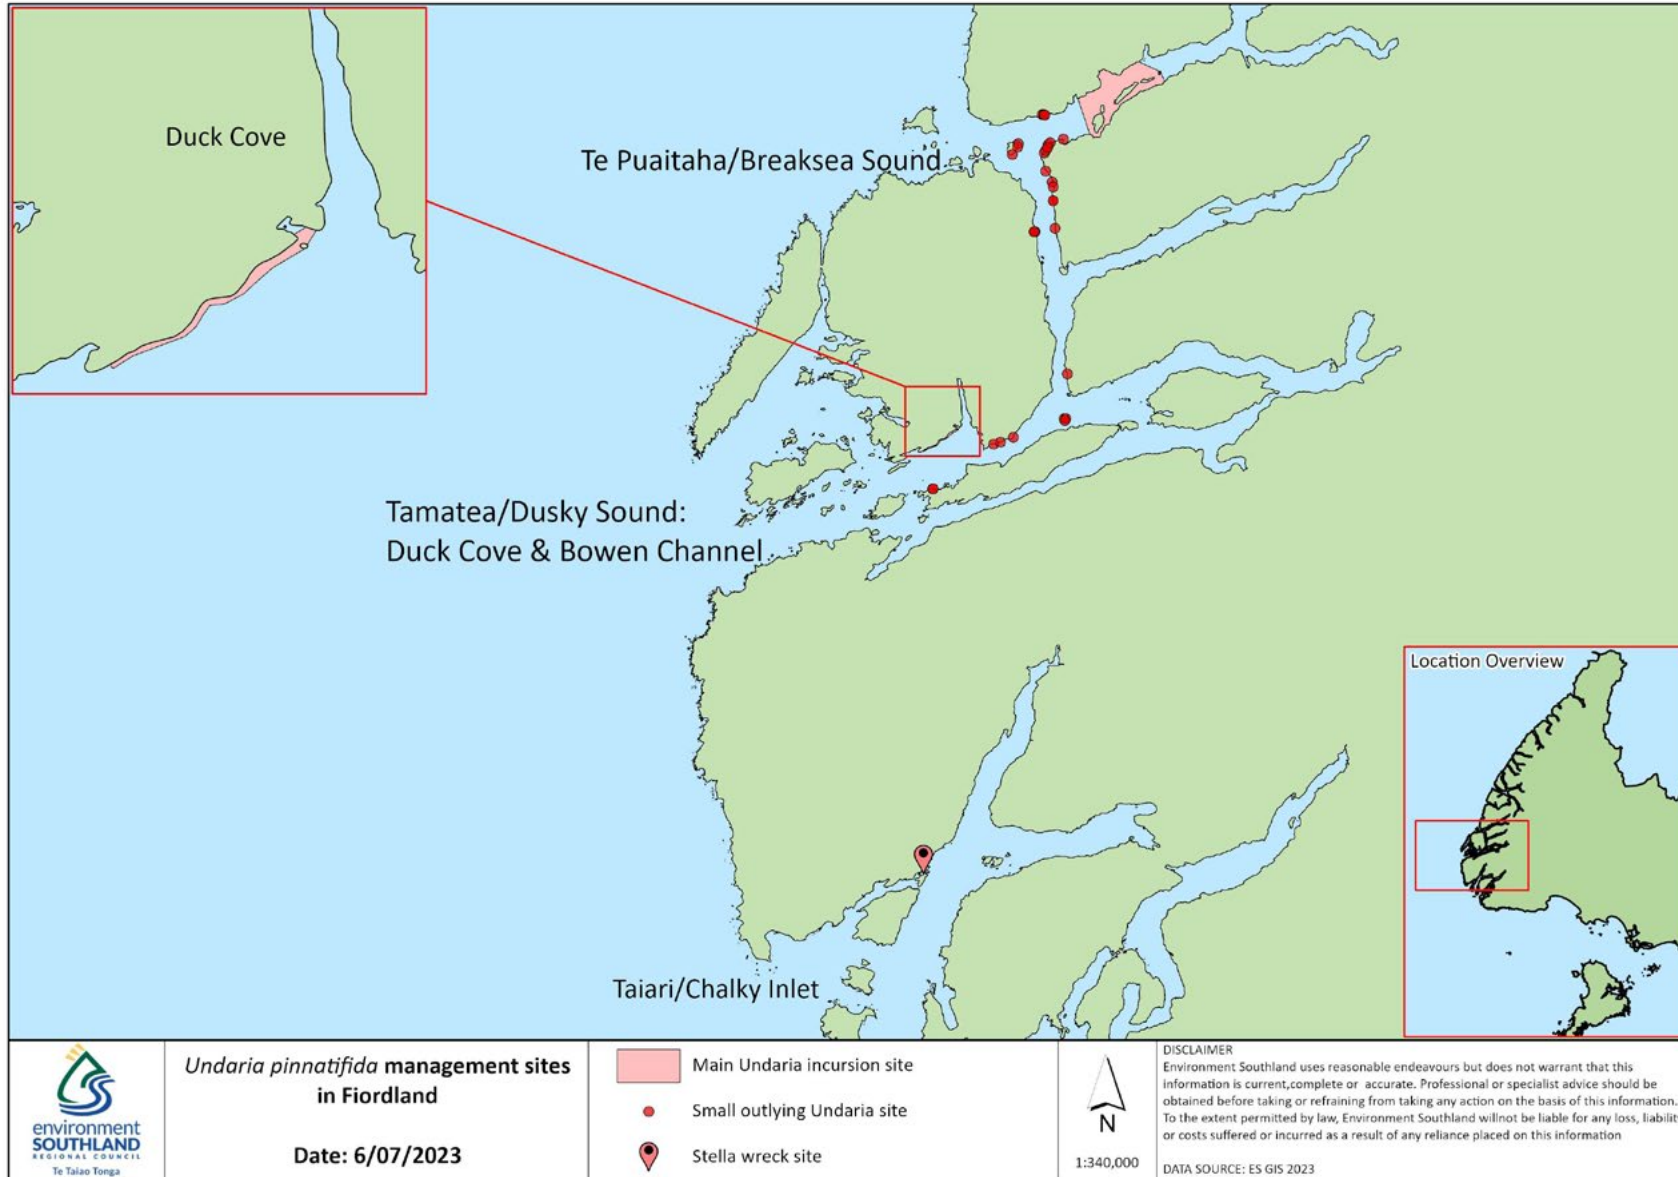 Duck Cove
Te Puaitaha/Breaksea Sound
Tamatea/Dusky Sound:
Duck Cove & Bowen Channel
Taiari/Chalky Inlet
Location Overview
environment
SOUTHLAND
REGIONAL COUNCIL
Te Taiao Tonga
Undaria pinnatifida management sites
in Fiordland
Date: 6/07/2023
Main Undaria incursion site
Small outlying Undaria site
Stella wreck site
N
1:340,000
DISCLAIMER
Environment Southland uses reasonable endeavours but does not warrant that this
information is current,complete or accurate. Professional or specialist advice should be
obtained before taking or refraining from taking any action on the basis of this information.
To the extent permitted by law, Environment Southland willnot be liable for any loss, liabilit
or costs suffered or incurred as a result of any reliance placed on this information
DATA SOURCE: ES GIS 2023